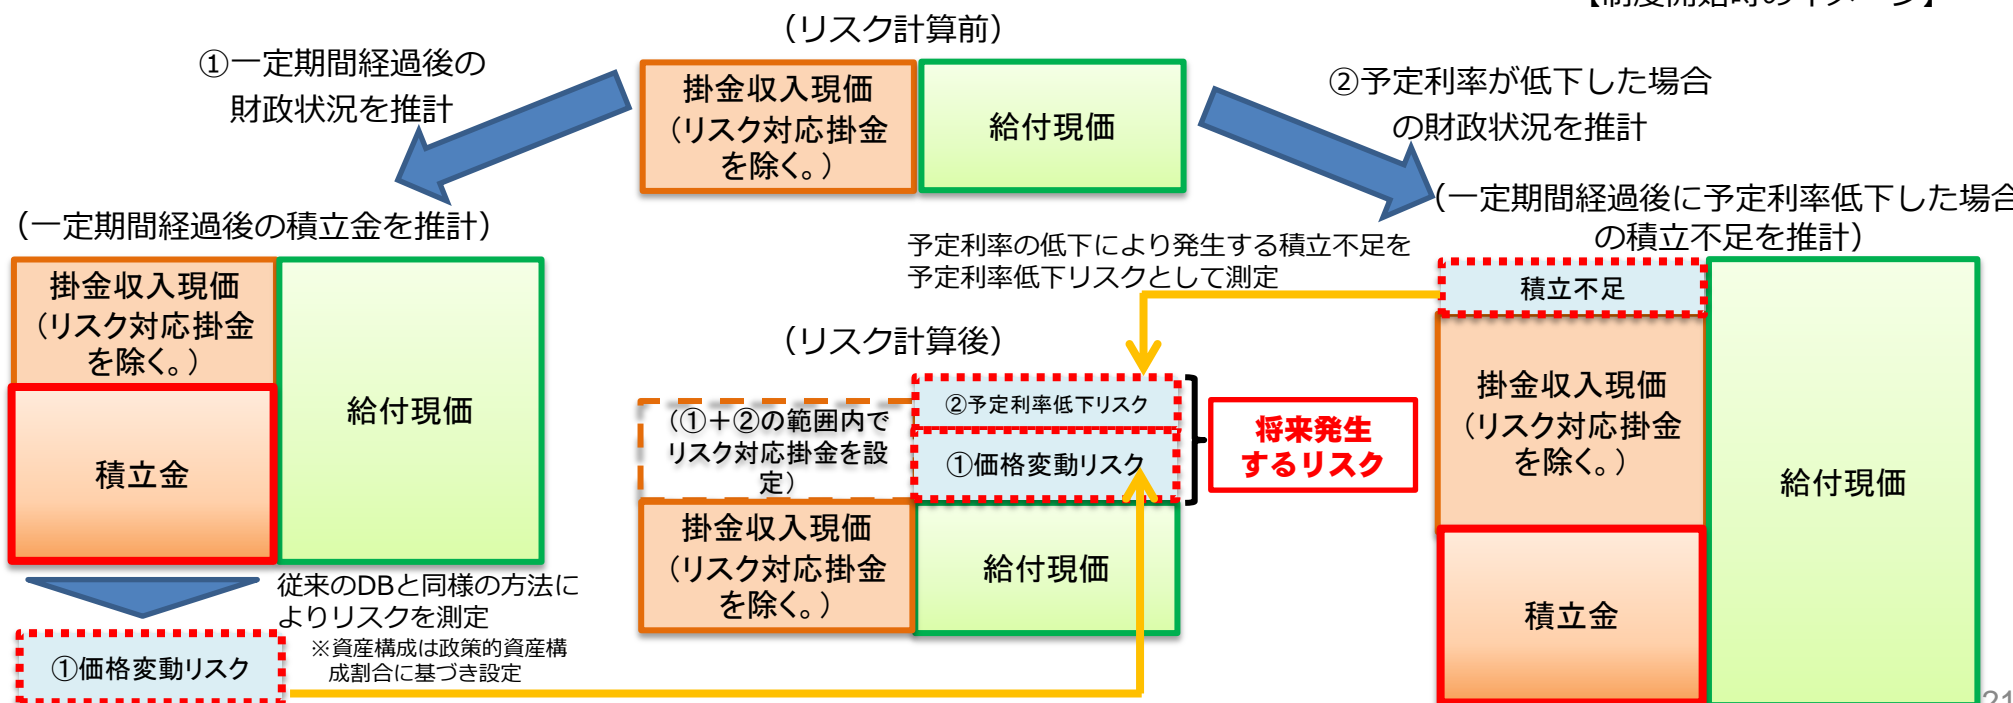 【制度開始時のイメージ】
（リスク計算前）
①一定期間経過後の
財政状況を推計
掛金収入現価
（リスク対応掛金
を除く。）
給付現価
②予定利率が低下した場合
の財政状況を推計
（一定期間経過後の積立金を推計）
掛金収入現価
（リスク対応掛金
を除く。）
積立金
給付現価
従来のDBと同様の方法に
よりリスクを測定
※資産構成は政策的資産構
成割合に基づき設定
①価格変動リスク
予定利率の低下により発生する積立不足を
予定利率低下リスクとして測定
（リスク計算後）
（①＋②の範囲内で
リスク対応掛金を設
定）
②予定利率低下リスク
①価格変動リスク
将来発生
するリスク
掛金収入現価
（リスク対応掛金
を除く。）
給付現価
（一定期間経過後に予定利率低下した場合
の積立不足を推計）
積立不足
掛金収入現価
（リスク対応掛金
を除く。）
積立金
給付現価
21